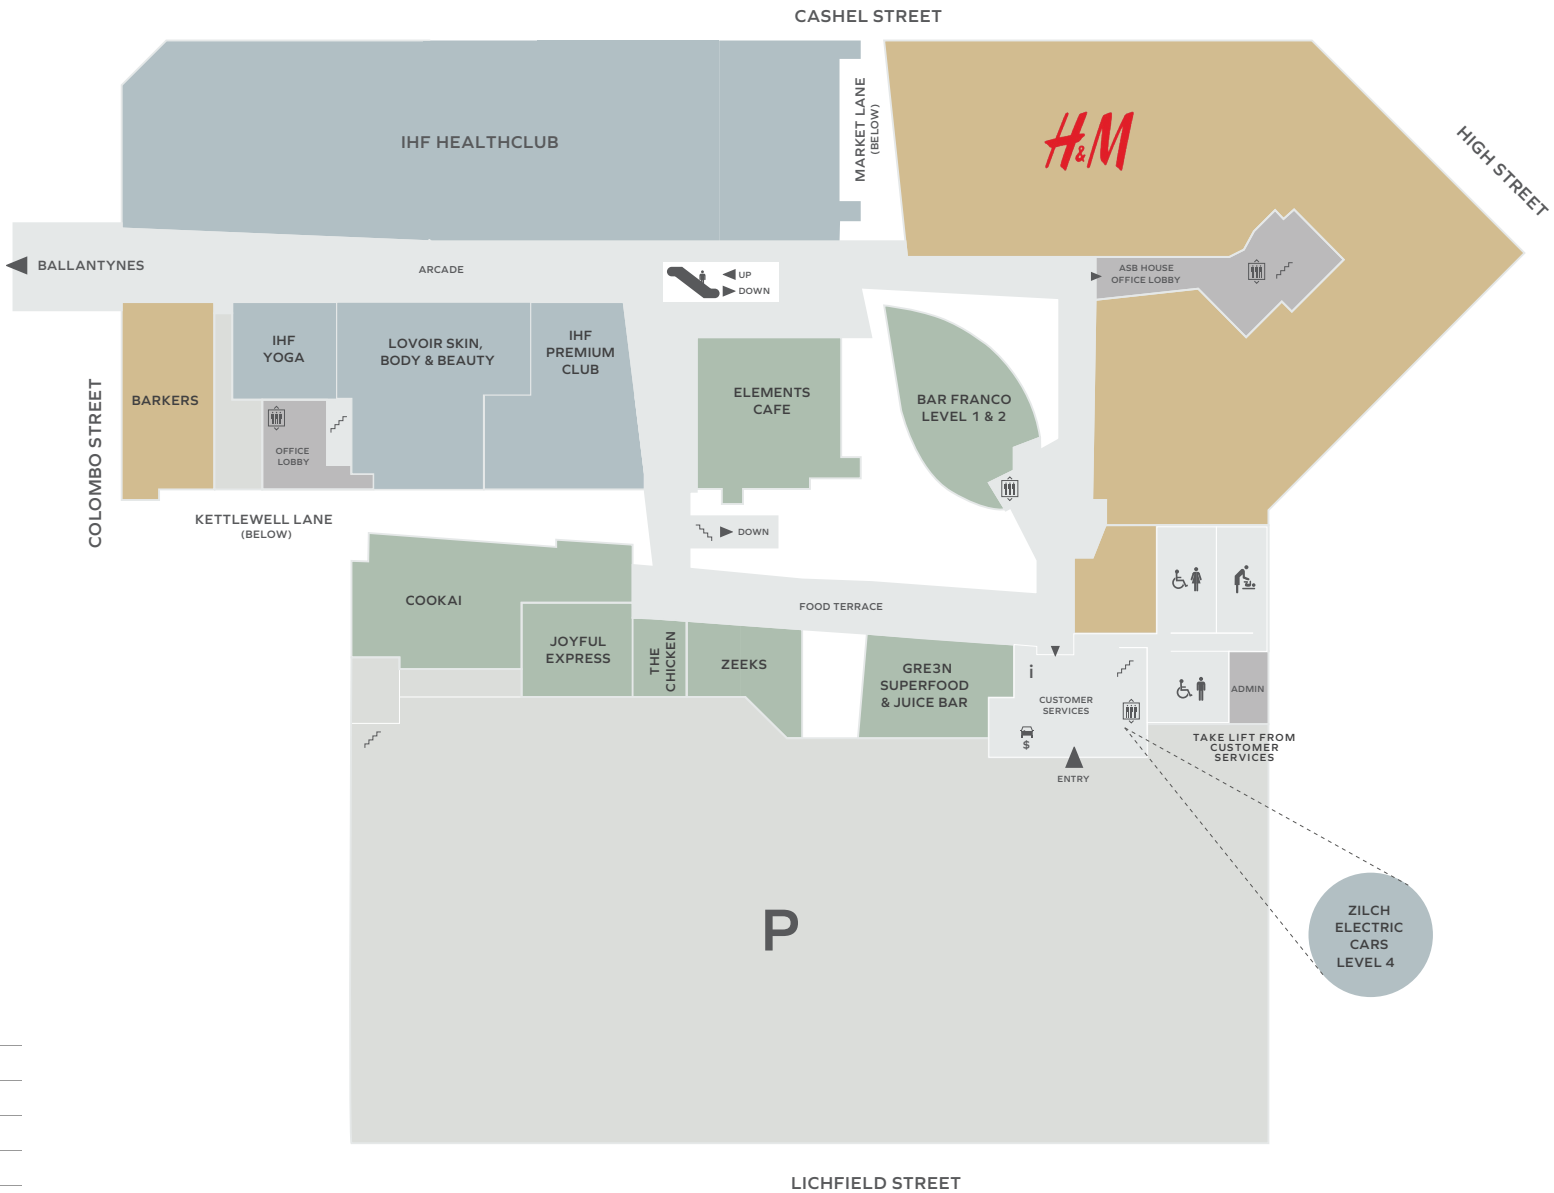 CASHEL STREET
IHF HEALTHCLUB
MARKET LANE
(BELOW)
H&M
HIGH STREET
BALLANTYNES
ARCADE
UP
DOWN
ASB HOUSE
OFFICE LOBBY
COLOMBO STREET
BARKERS
IHF
YOGA
LOVOIR SKIN,
BODY & BEAUTY
IHF
PREMIUM
CLUB
ELEMENTS
CAFE
BAR FRANCO
LEVEL 1 & 2
OFFICE
LOBBY
KETTLEWELL LANE
(BELOW)
DOWN
COOKAI
JOYFUL
EXPRESS
THE
CHICKEN
ZEEKS
FOOD TERRACE
GRE3N
SUPERFOOD
& JUICE BAR
i
CUSTOMER
SERVICES
$
ENTRY
ADMIN
TAKE LIFT FROM
CUSTOMER
SERVICES
P
ZILCH
ELECTRIC
CARS
LEVEL 4
LICHFIELD STREET